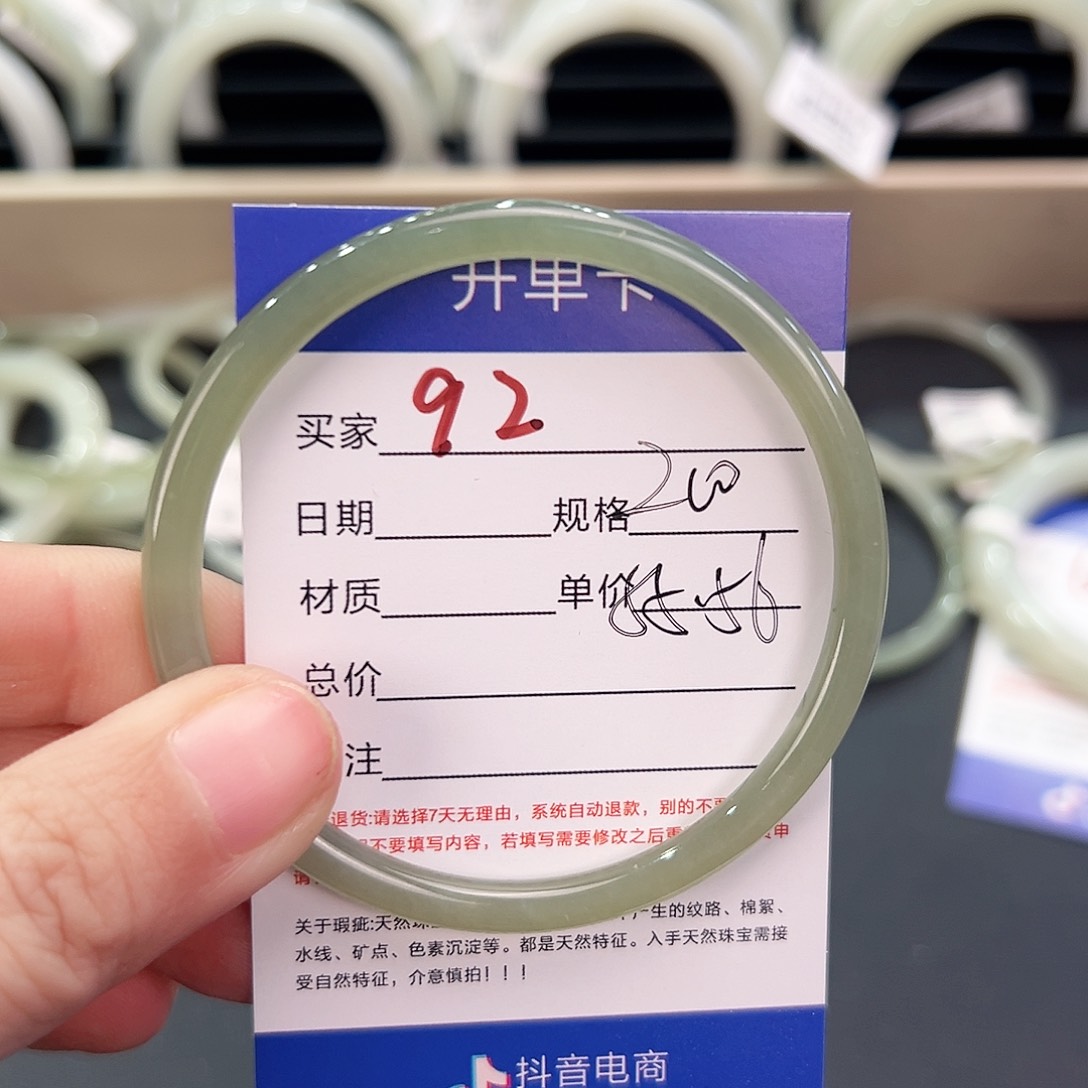 开单卡
买家 92
日期 规格
材质 单价
总价
注
退货:请选择7天无理由，系统自动退款，别的不
不要填写内容，若填写需要修改之后重
请
关于瑕疵:天然 产生的纹路、棉絮、
水线、矿点、色素沉淀等。都是天然特征。入手天然珠宝需接
受自然特征，介意慎拍！！！
抖音电商